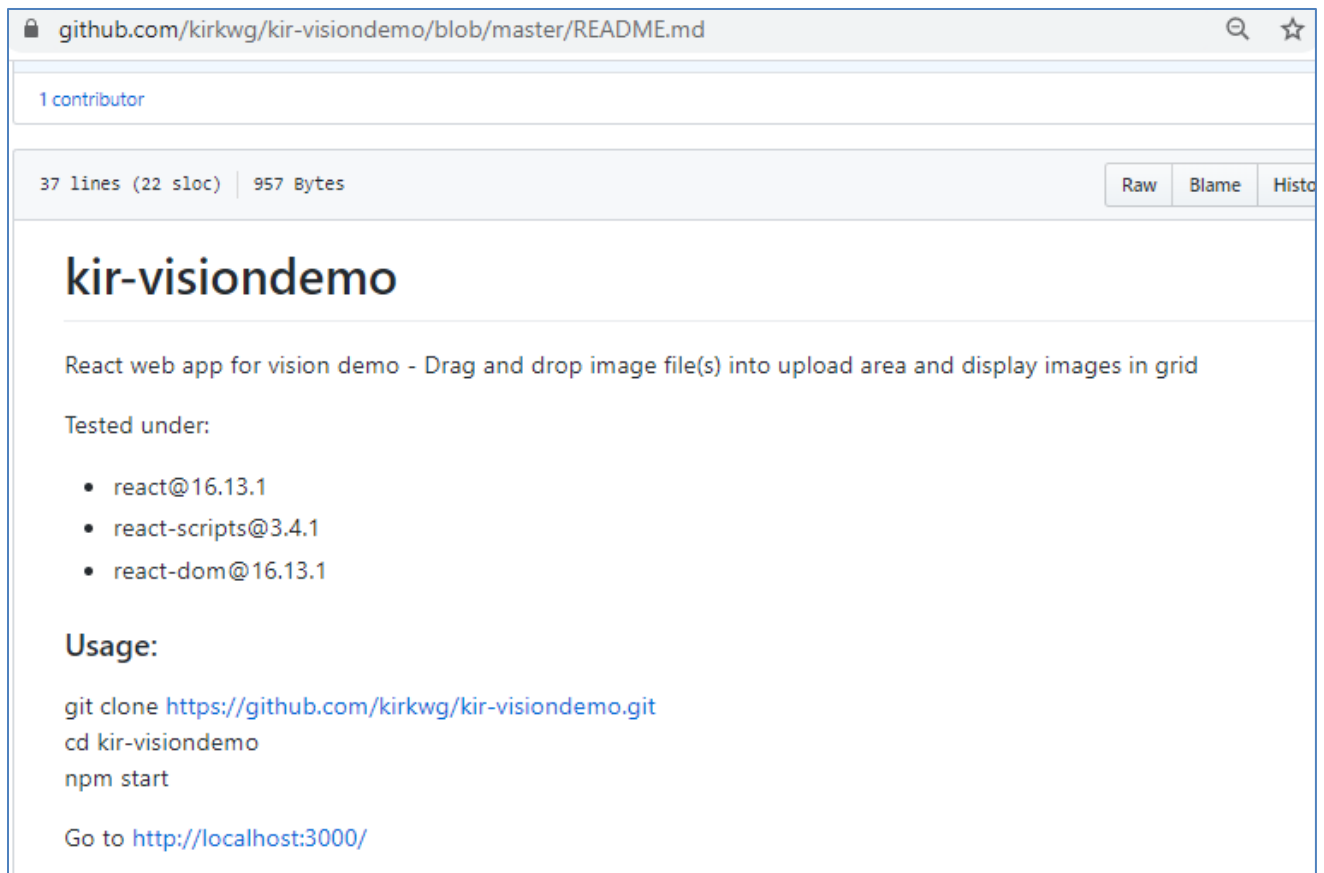 github.com/kirkwg/kir-visiondemo/blob/master/README.md
1 contributor
37 lines (22 sloc) 957 Bytes
Raw Blame Histo
kir-visiondemo
React web app for vision demo - Drag and drop image file(s) into upload area and display images in grid
Tested under:
• react@16.13.1
• react-scripts@3.4.1
• react-dom@16.13.1
Usage:
git clone https://github.com/kirkwg/kir-visiondemo.git
cd kir-visiondemo
npm start
Go to http://localhost:3000/